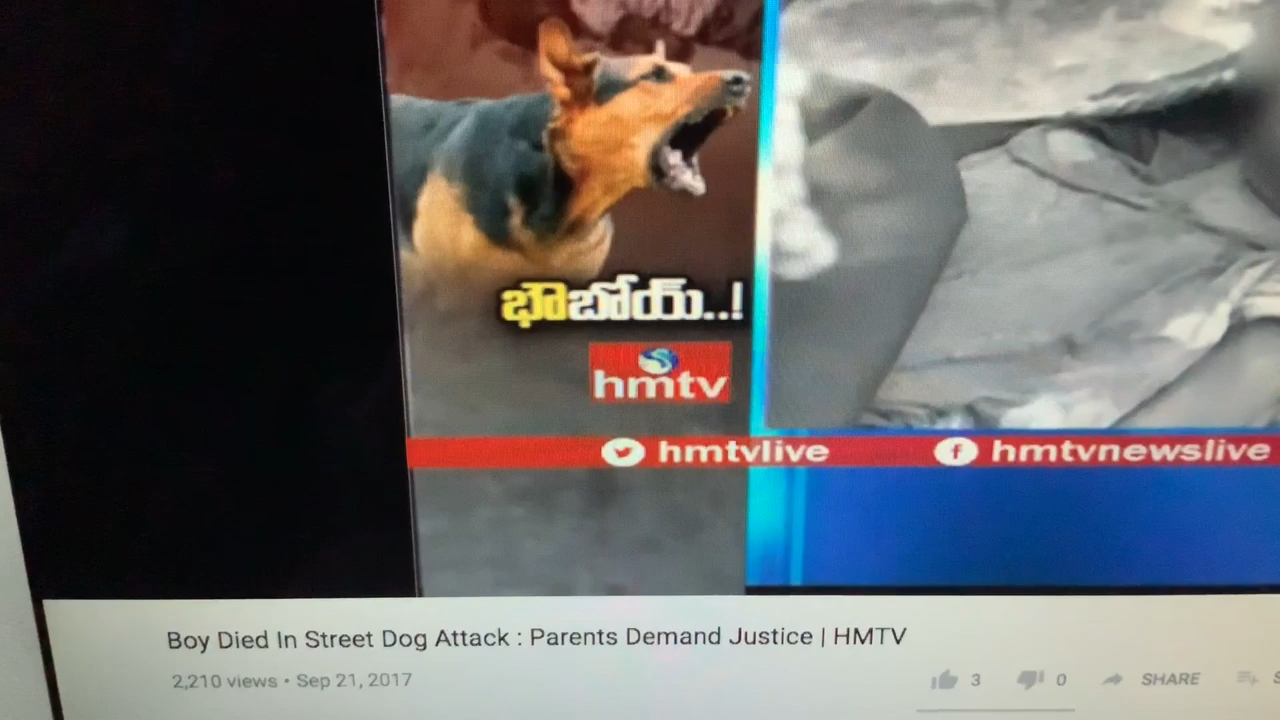 భౌబోయ్..!
hmtv
hmtvlive
hmtvnewslive
Boy Died In Street Dog Attack : Parents Demand Justice | HMTV
2,210 views • Sep 21, 2017
3 0 SHARE